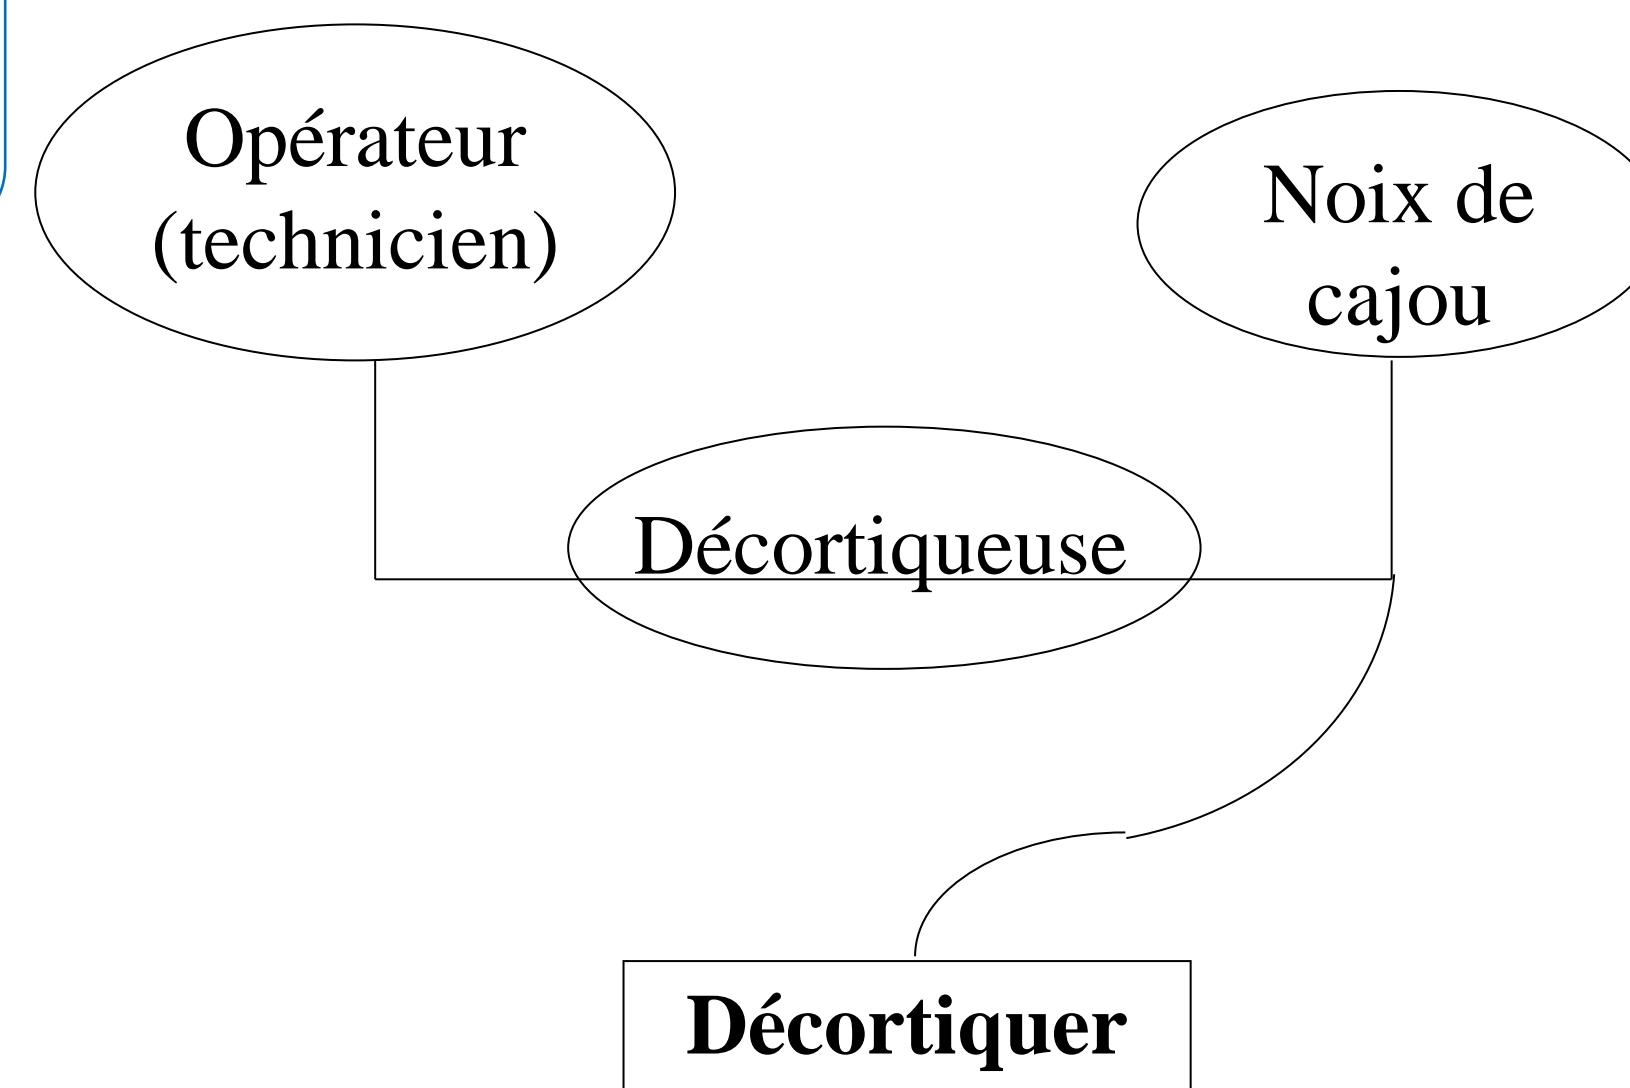 Opérateur
(technicien)
Noix de
cajou
Décortiqueuse
Décortiquer